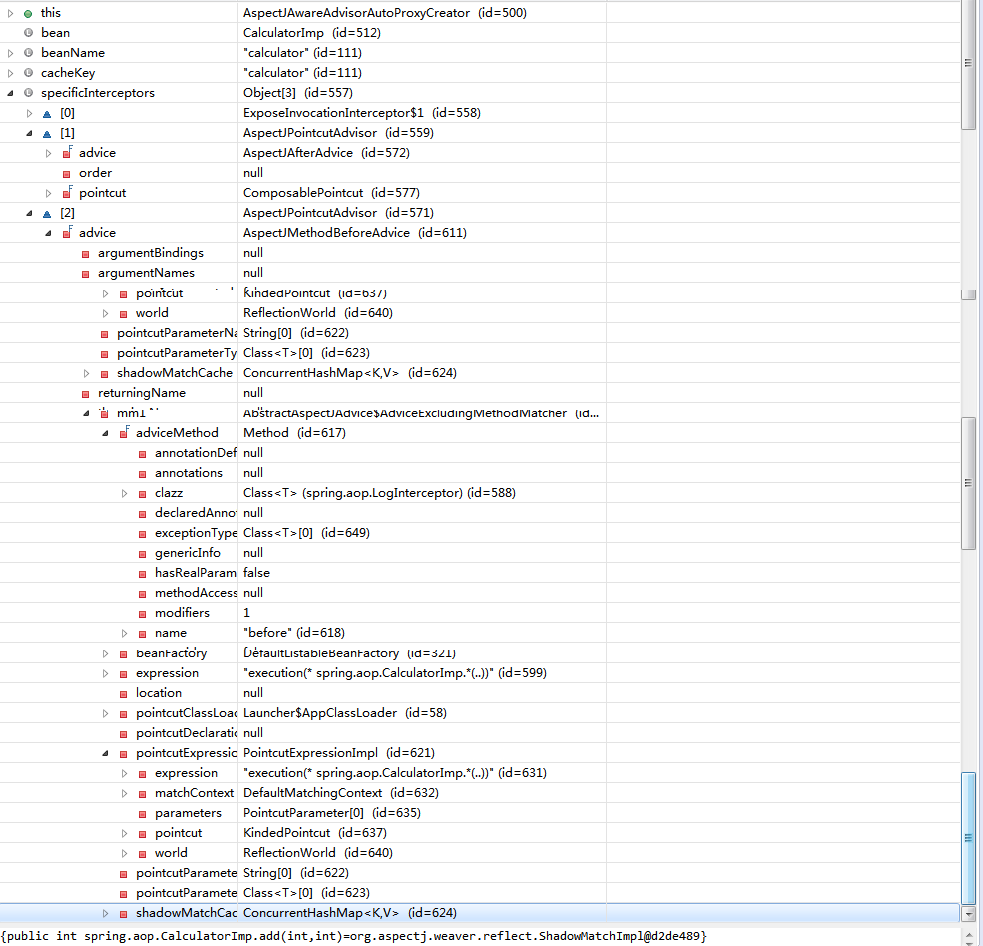 this AspectJAwareAdvisorAutoProxyCreator (id=500)
bean CalculatorImp (id=512)
beanName "calculator" (id=111)
cacheKey "calculator" (id=111)
specificInterceptors Object[3] (id=557)
[0] ExposeInvocationInterceptor$1 (id=558)
[1] AspectJPointcutAdvisor (id=559)
advice AspectJAfterAdvice (id=572)
order null
pointcut ComposablePointcut (id=577)
[2] AspectJPointcutAdvisor (id=571)
advice AspectJMethodBeforeAdvice (id=611)
argumentBindings null
argumentNames null
pointcut KindedPointcut (id=637)
world ReflectionWorld (id=640)
pointcutParameterNa String[0] (id=622)
pointcutParameterTy Class<T>[0] (id=623)
shadowMatchCache ConcurrentHashMap<K,V> (id=624)
returningName null
AbstractAspectJAdvice$AdviceExcludingMethodMatcher (id...
adviceMethod Method (id=617)
annotationDef null
annotations null
clazz Class<T> (spring.aop.LogInterceptor) (id=588)
declaredAnno null
exceptionType Class<T>[0] (id=649)
genericInfo null
hasRealParam false
methodAccess null
modifiers 1
name "before" (id=618)
beanFactory DefaultListableBeanFactory (id=321)
expression "execution(* spring.aop.CalculatorImp.*(..))" (id=599)
location null
pointcutClassLoac Launcher$AppClassLoader (id=58)
pointcutDeclaratic null
pointcutExpressic PointcutExpressionImpl (id=621)
expression "execution(* spring.aop.CalculatorImp.*(..))" (id=631)
matchContext DefaultMatchingContext (id=632)
parameters PointcutParameter[0] (id=635)
pointcut KindedPointcut (id=637)
world ReflectionWorld (id=640)
pointcutParamete String[0] (id=622)
pointcutParamete Class<T>[0] (id=623)
shadowMatchCac ConcurrentHashMap<K,V> (id=624)
{public int spring.aop.CalculatorImp.add(int,int)=org.aspectj.weaver.reflect.ShadowMatchImpl@d2de489}